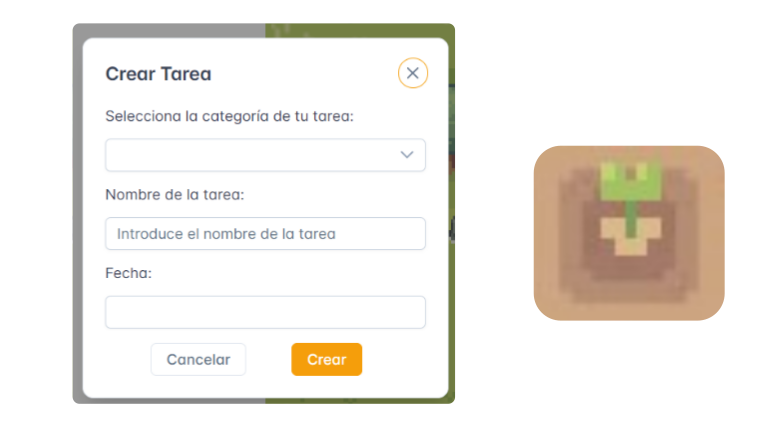 Crear Tarea
Selecciona la categoría de tu tarea:
Nombre de la tarea:
Introduce el nombre de la tarea
Fecha:
Cancelar
Crear